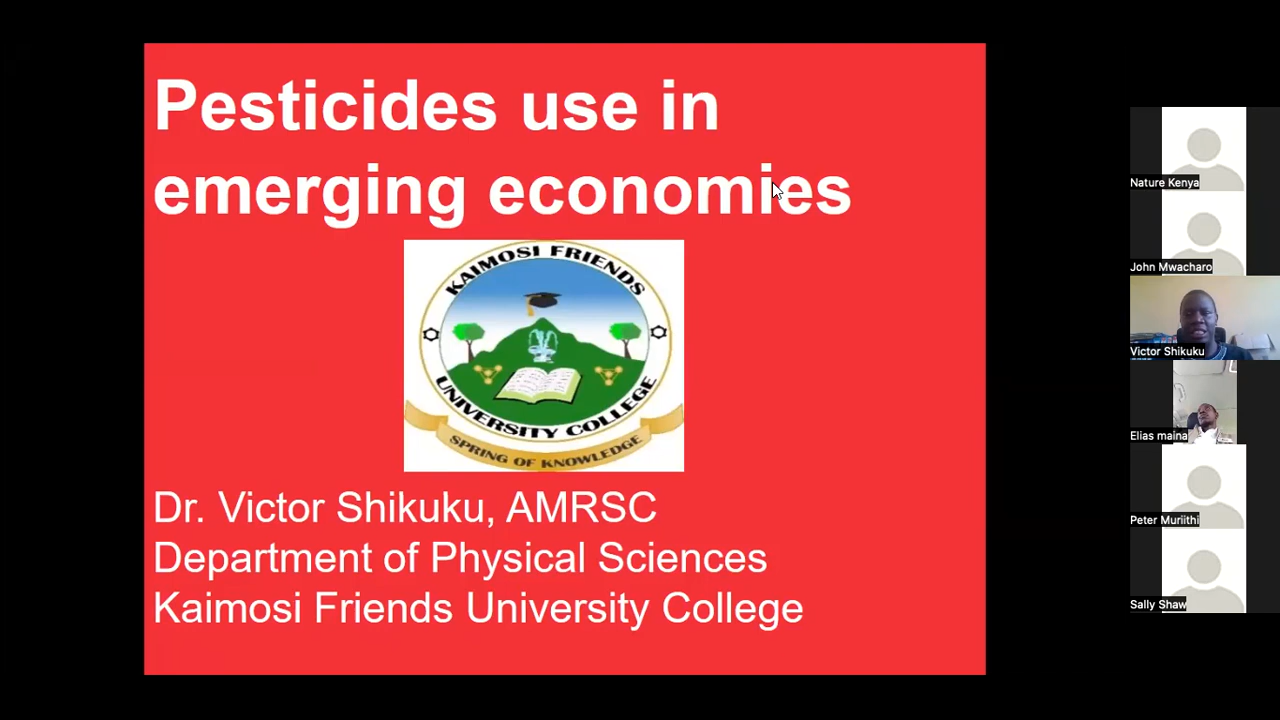 Pesticides use in
emerging economies
KAIMOSI FRIENDS
UNIVERSITY COLLEGE
SPRING OF KNOWLEDGE
Dr. Victor Shikuku, AMRSC
Department of Physical Sciences
Kaimosi Friends University College
Nature Kenya
John Mwacharo
Victor Shikuku
Elias maina
Peter Muriithi
Sally Shaw